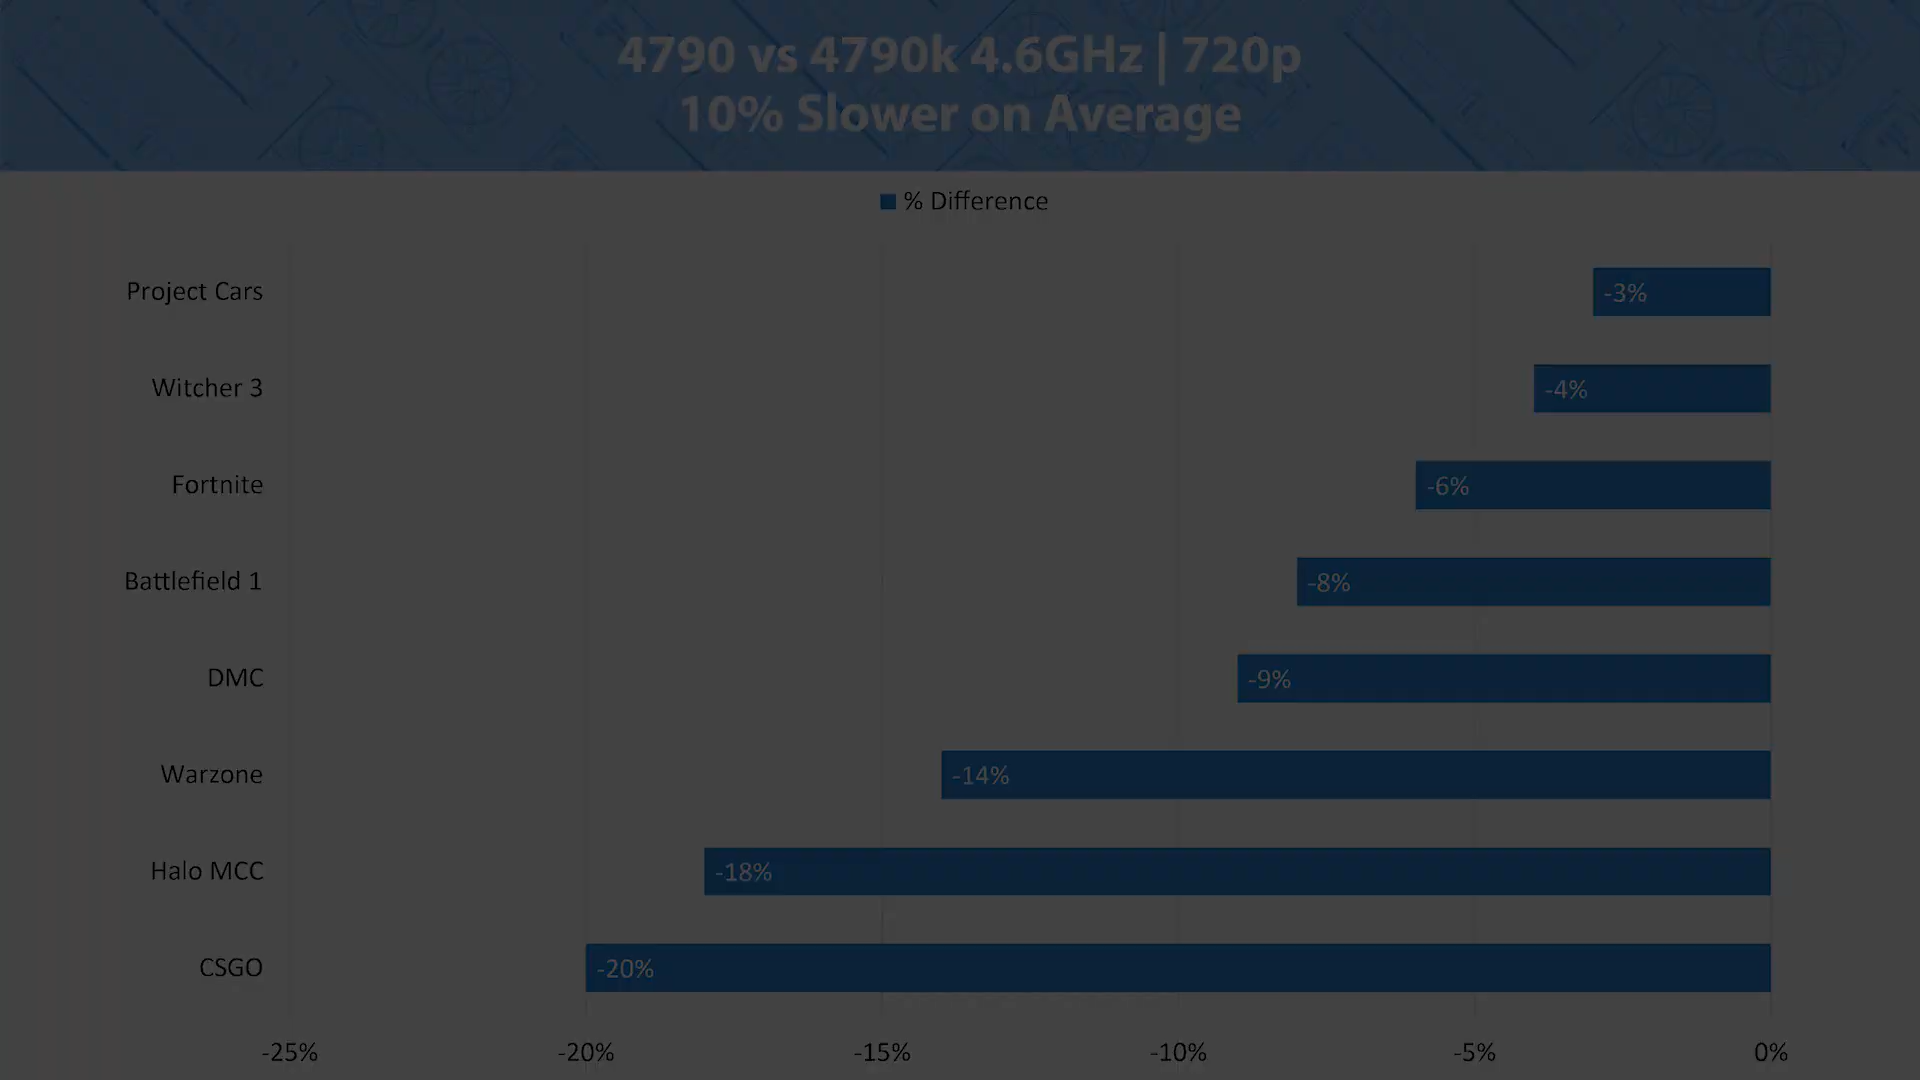 4790 vs 4790k 4.6GHz | 720p
10% Slower on Average
% Difference
Project Cars
-3%
Witcher 3
-4%
Fortnite
-6%
Battlefield 1
-8%
DMC
-9%
Warzone
-14%
Halo MCC
-18%
CSGO
-20%
-25% -20% -15% -10% -5% 0%